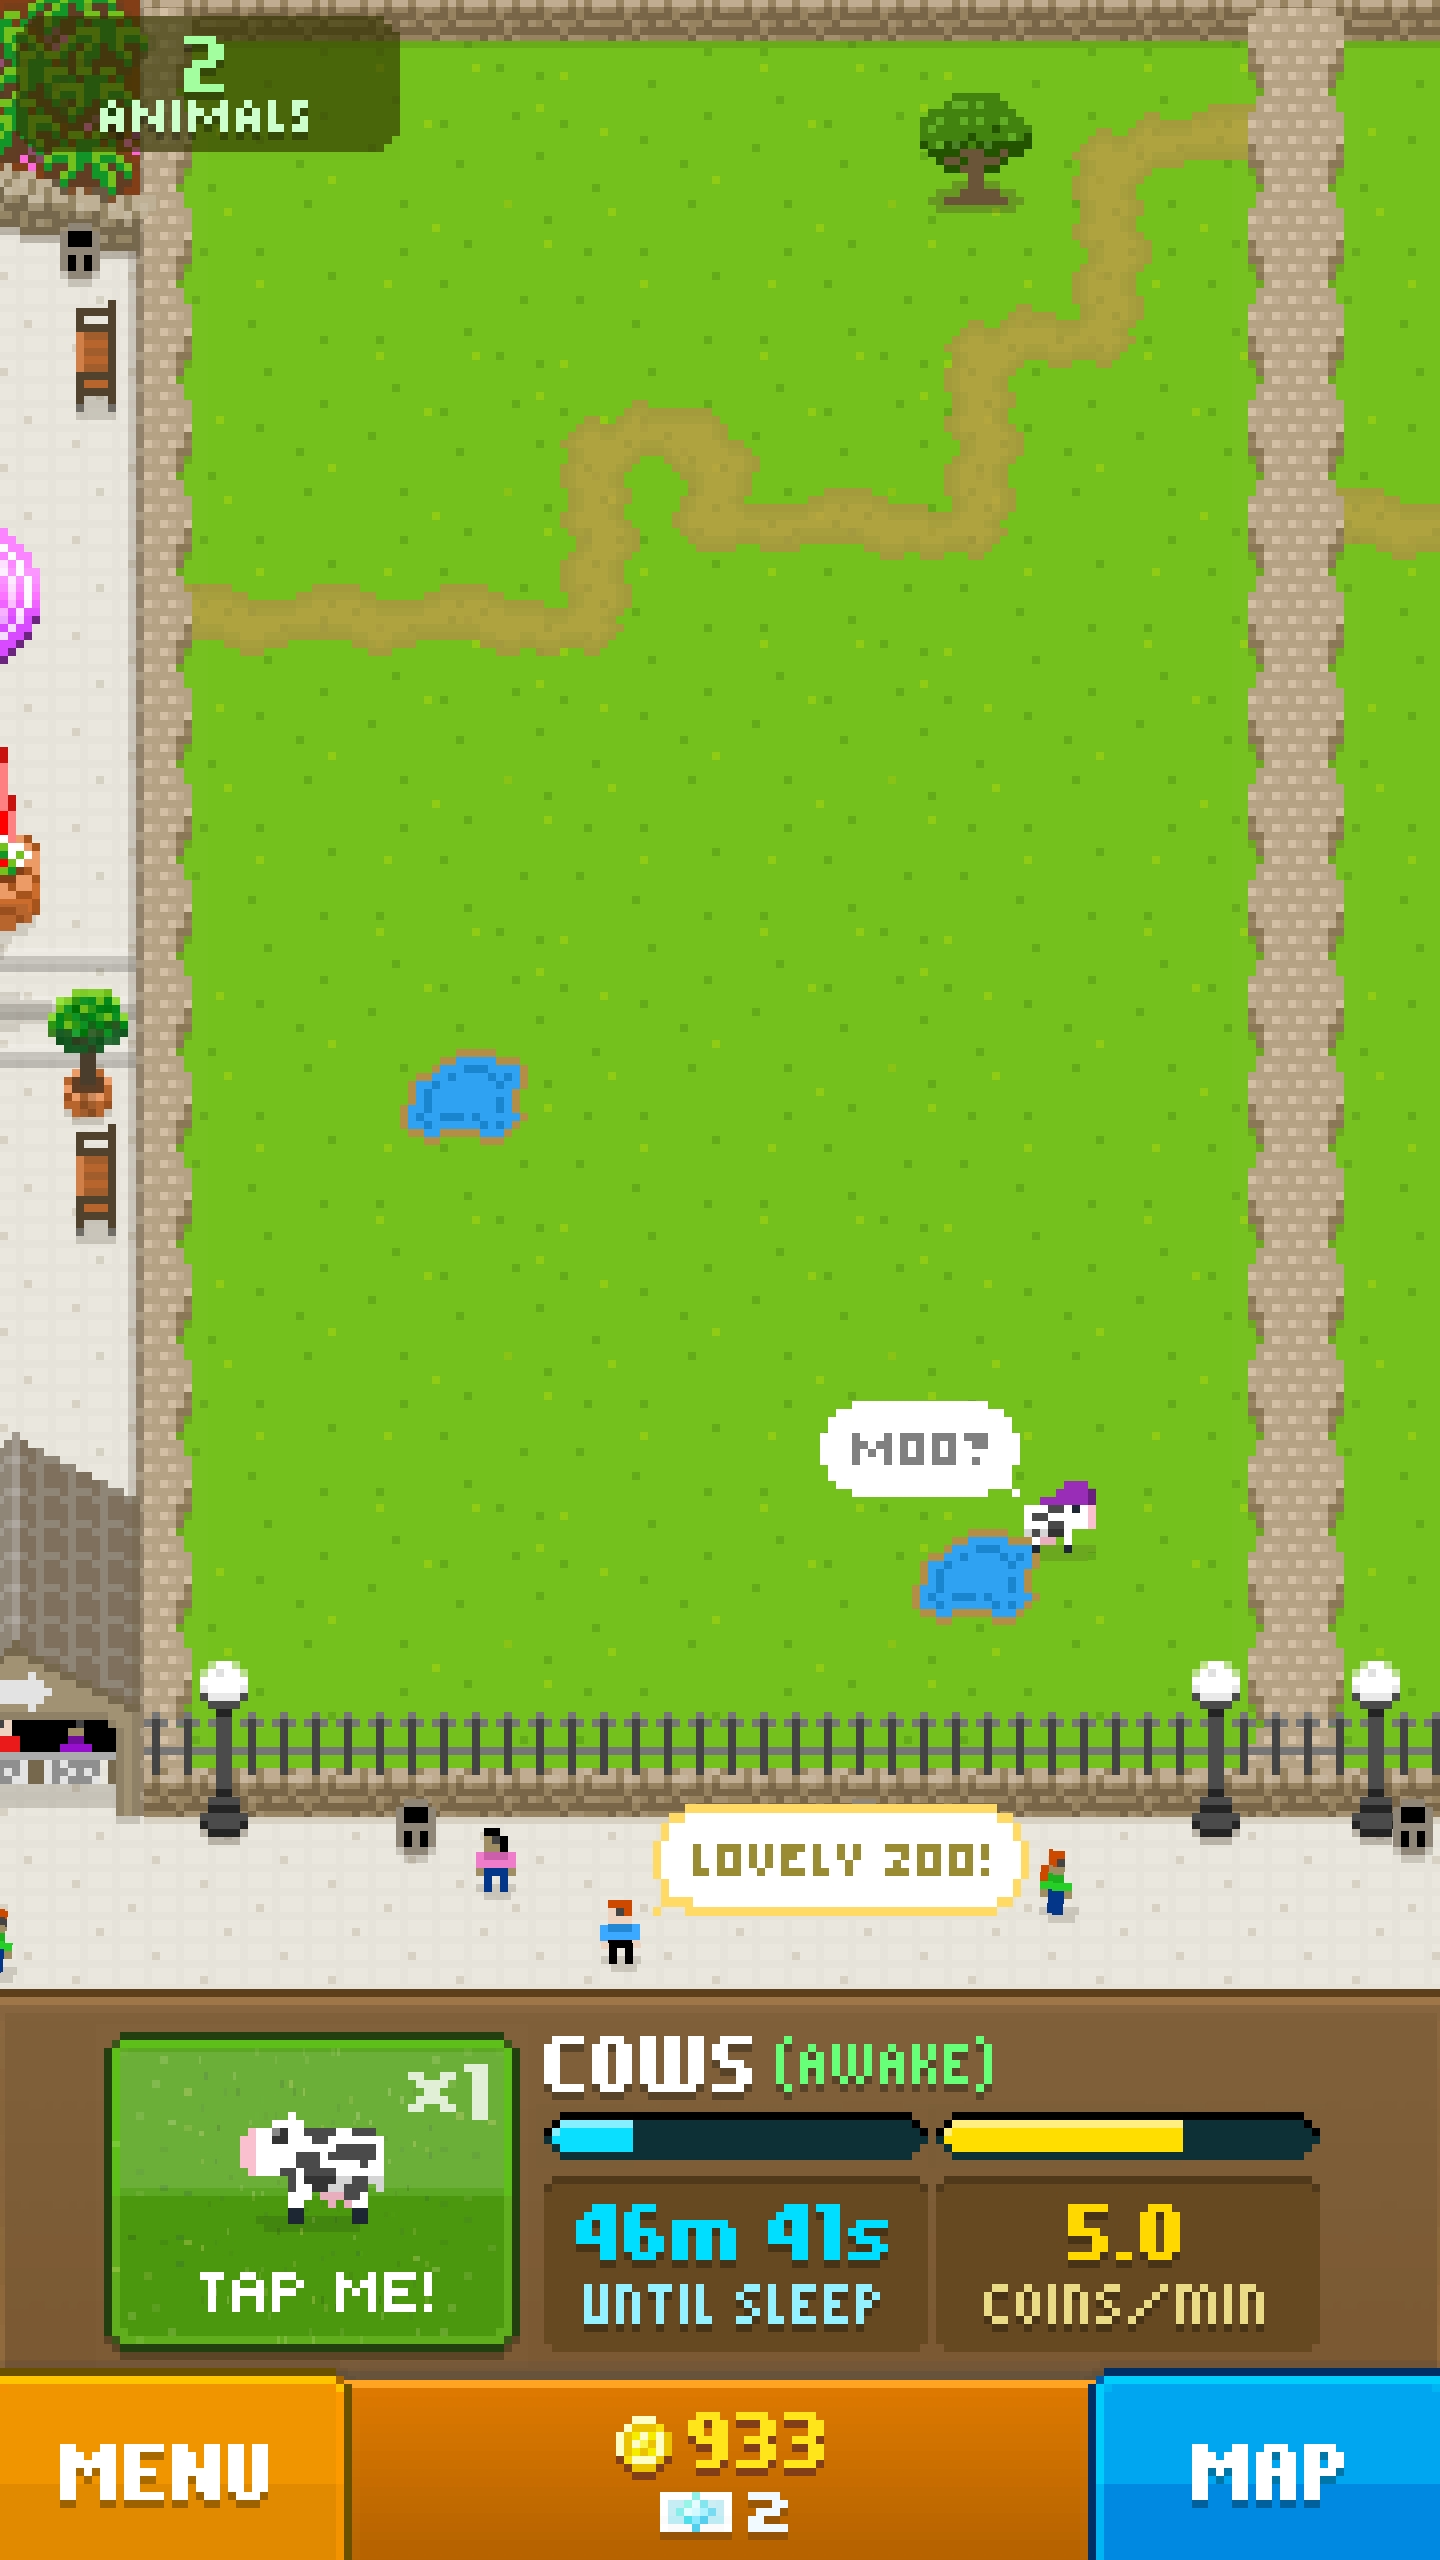 2
ANIMALS
MOO?
LOVELY ZOO!
x1
TAP ME!
COWS (AWAKE)
46m 41s
UNTIL SLEEP
5.0
COINS/MIN
MENU
933
2
MAP